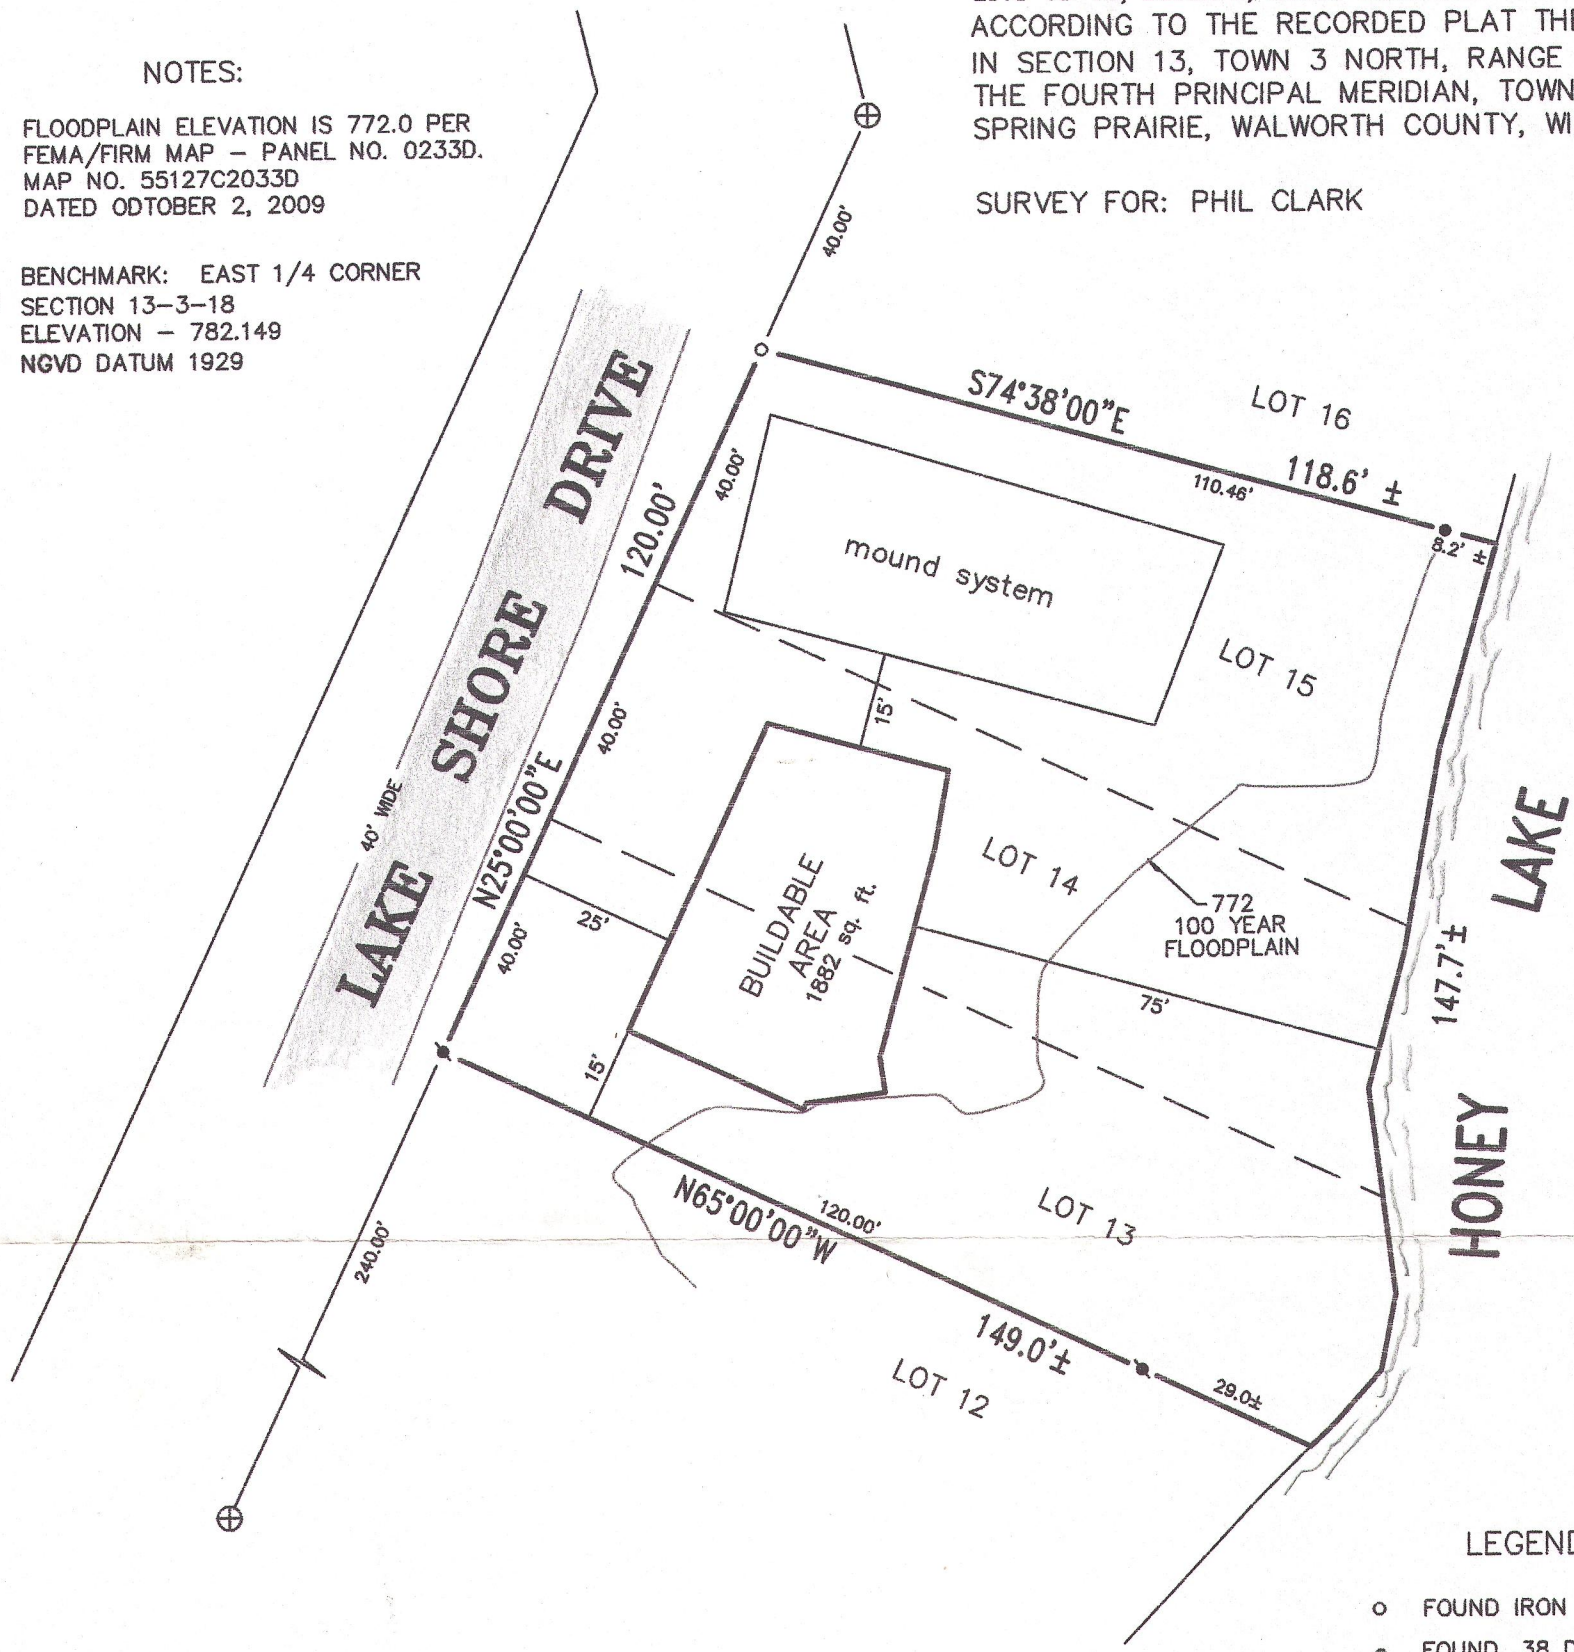 NOTES:
FLOODPLAIN ELEVATION IS 772.0 PER
FEMA/FIRM MAP – PANEL NO. 0233D.
MAP NO. 55127C2033D
DATED ODTOBER 2, 2009
BENCHMARK: EAST 1/4 CORNER
SECTION 13–3–18
ELEVATION – 782.149
NGVD DATUM 1929
ACCORDING TO THE RECORDED PLAT
IN SECTION 13, TOWN 3 NORTH, RANGE
THE FOURTH PRINCIPAL MERIDIAN, TOWN
SPRING PRAIRIE, WALWORTH COUNTY, WI
SURVEY FOR: PHIL CLARK
40.00'
S74°38'00"E
LOT 16
118.6' ±
110.46'
8.2' ±
40.00'
120.00'
mound system
LOT 15
LAKE SHORE DRIVE
40' WIDE
40.00'
15'
N25°00'00"E
LOT 14
BUILDABLE
AREA
1882 sq. ft.
25'
40.00'
772
100 YEAR
FLOODPLAIN
75'
147.7'±
HONEY LAKE
15'
LOT 13
N65°00'00"W
120.00'
240.00'
149.0'±
29.0±
LOT 12
LEGEND
FOUND IRON
FOUND .38